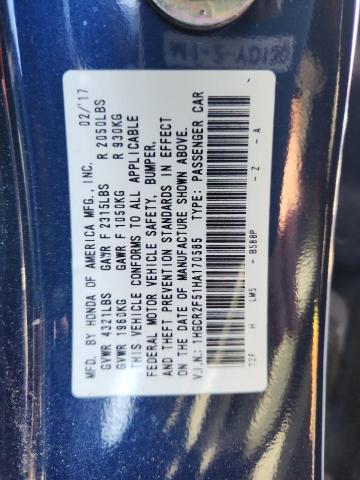 MFD. BY HONDA OF AMERICA MFG., INC. 02/'17
GVWR 4321LBS GAWR F 2315LBS R 2050LBS
GVWR 1960KG GAWR F 1050KG R 930KG
THIS VEHICLE CONFORMS TO ALL APPLICABLE
FEDERAL MOTOR VEHICLE SAFETY, BUMPER,
AND THEFT PREVENTION STANDARDS IN EFFECT
ON THE DATE OF MANUFACTURE SHOWN ABOVE.
V.I.N.: 1HGCR2F51HA170585 TYPE: PASSENGER CAR
T2F H LM5 - B588P - Z - A